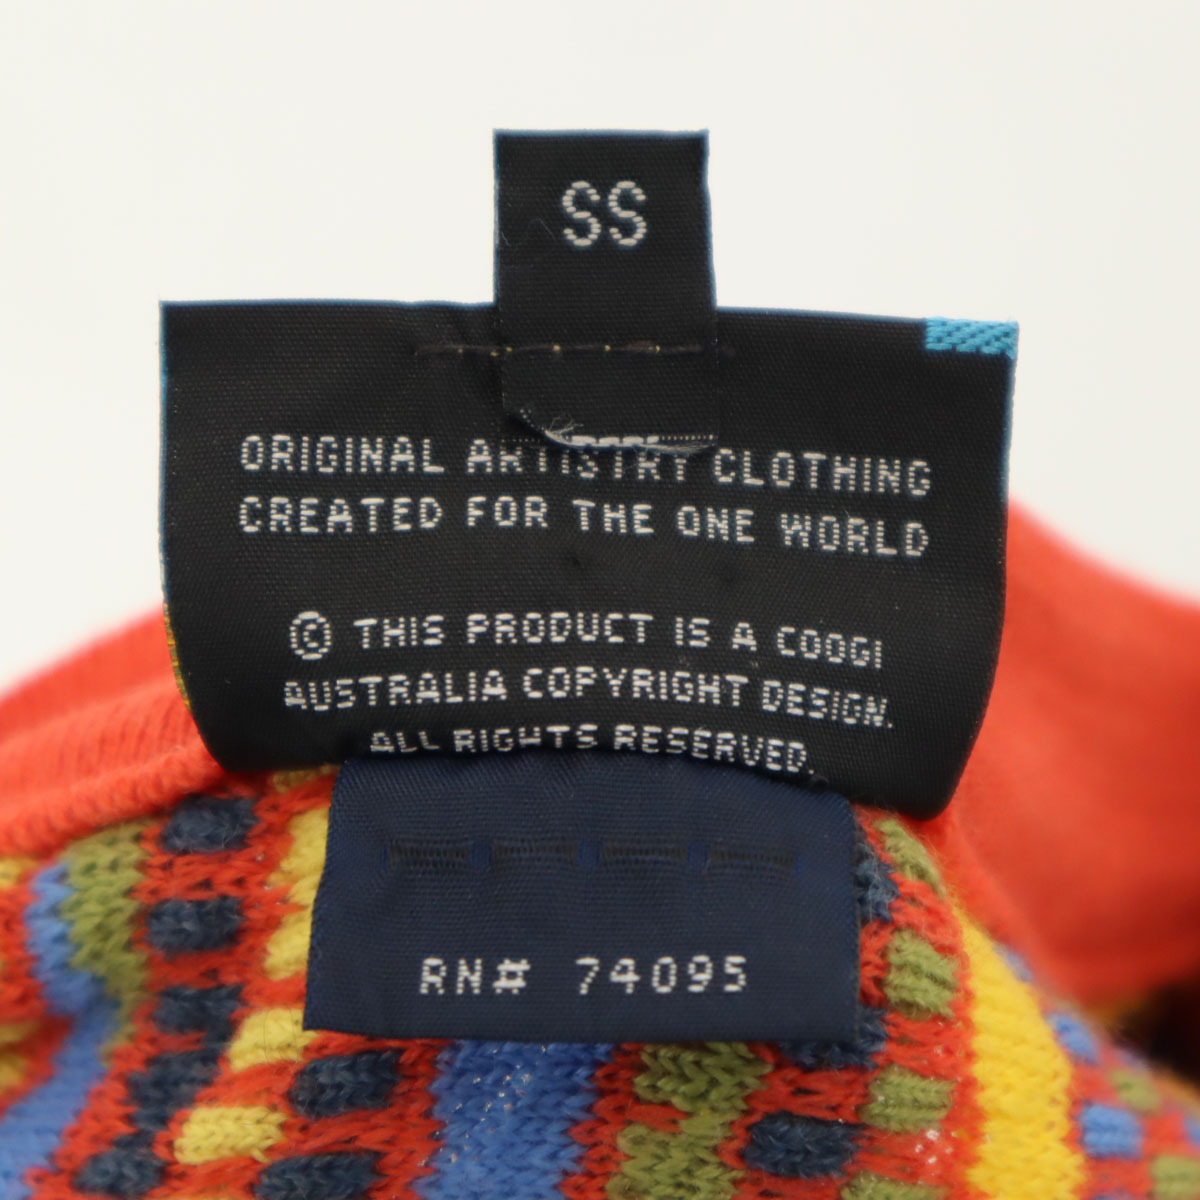 SS
ORIGINAL ARTISTRY CLOTHING
CREATED FOR THE ONE WORLD
© THIS PRODUCT IS A COOGI
AUSTRALIA COPYRIGHT DESIGN.
ALL RIGHTS RESERVED.
RN# 74095